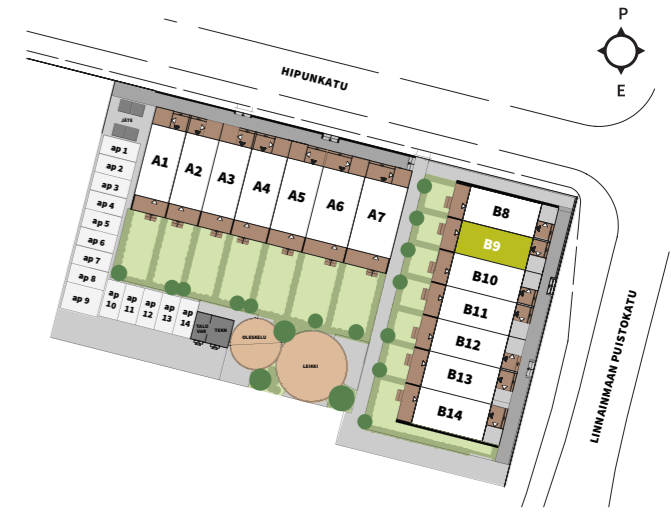 P
E
HIPUNKATU
LINNAINMAAN PUISTOKATU
JÄTE
ap 1
ap 2
ap 3
ap 4
ap 5
ap 6
ap 7
ap 8
ap 9
ap
10
ap
11
ap
12
ap
13
ap
14
A1
A2
A3
A4
A5
A6
A7
B8
B9
B10
B11
B12
B13
B14
TALO
VAR
TEKN
OLESKELU
LEIKKI